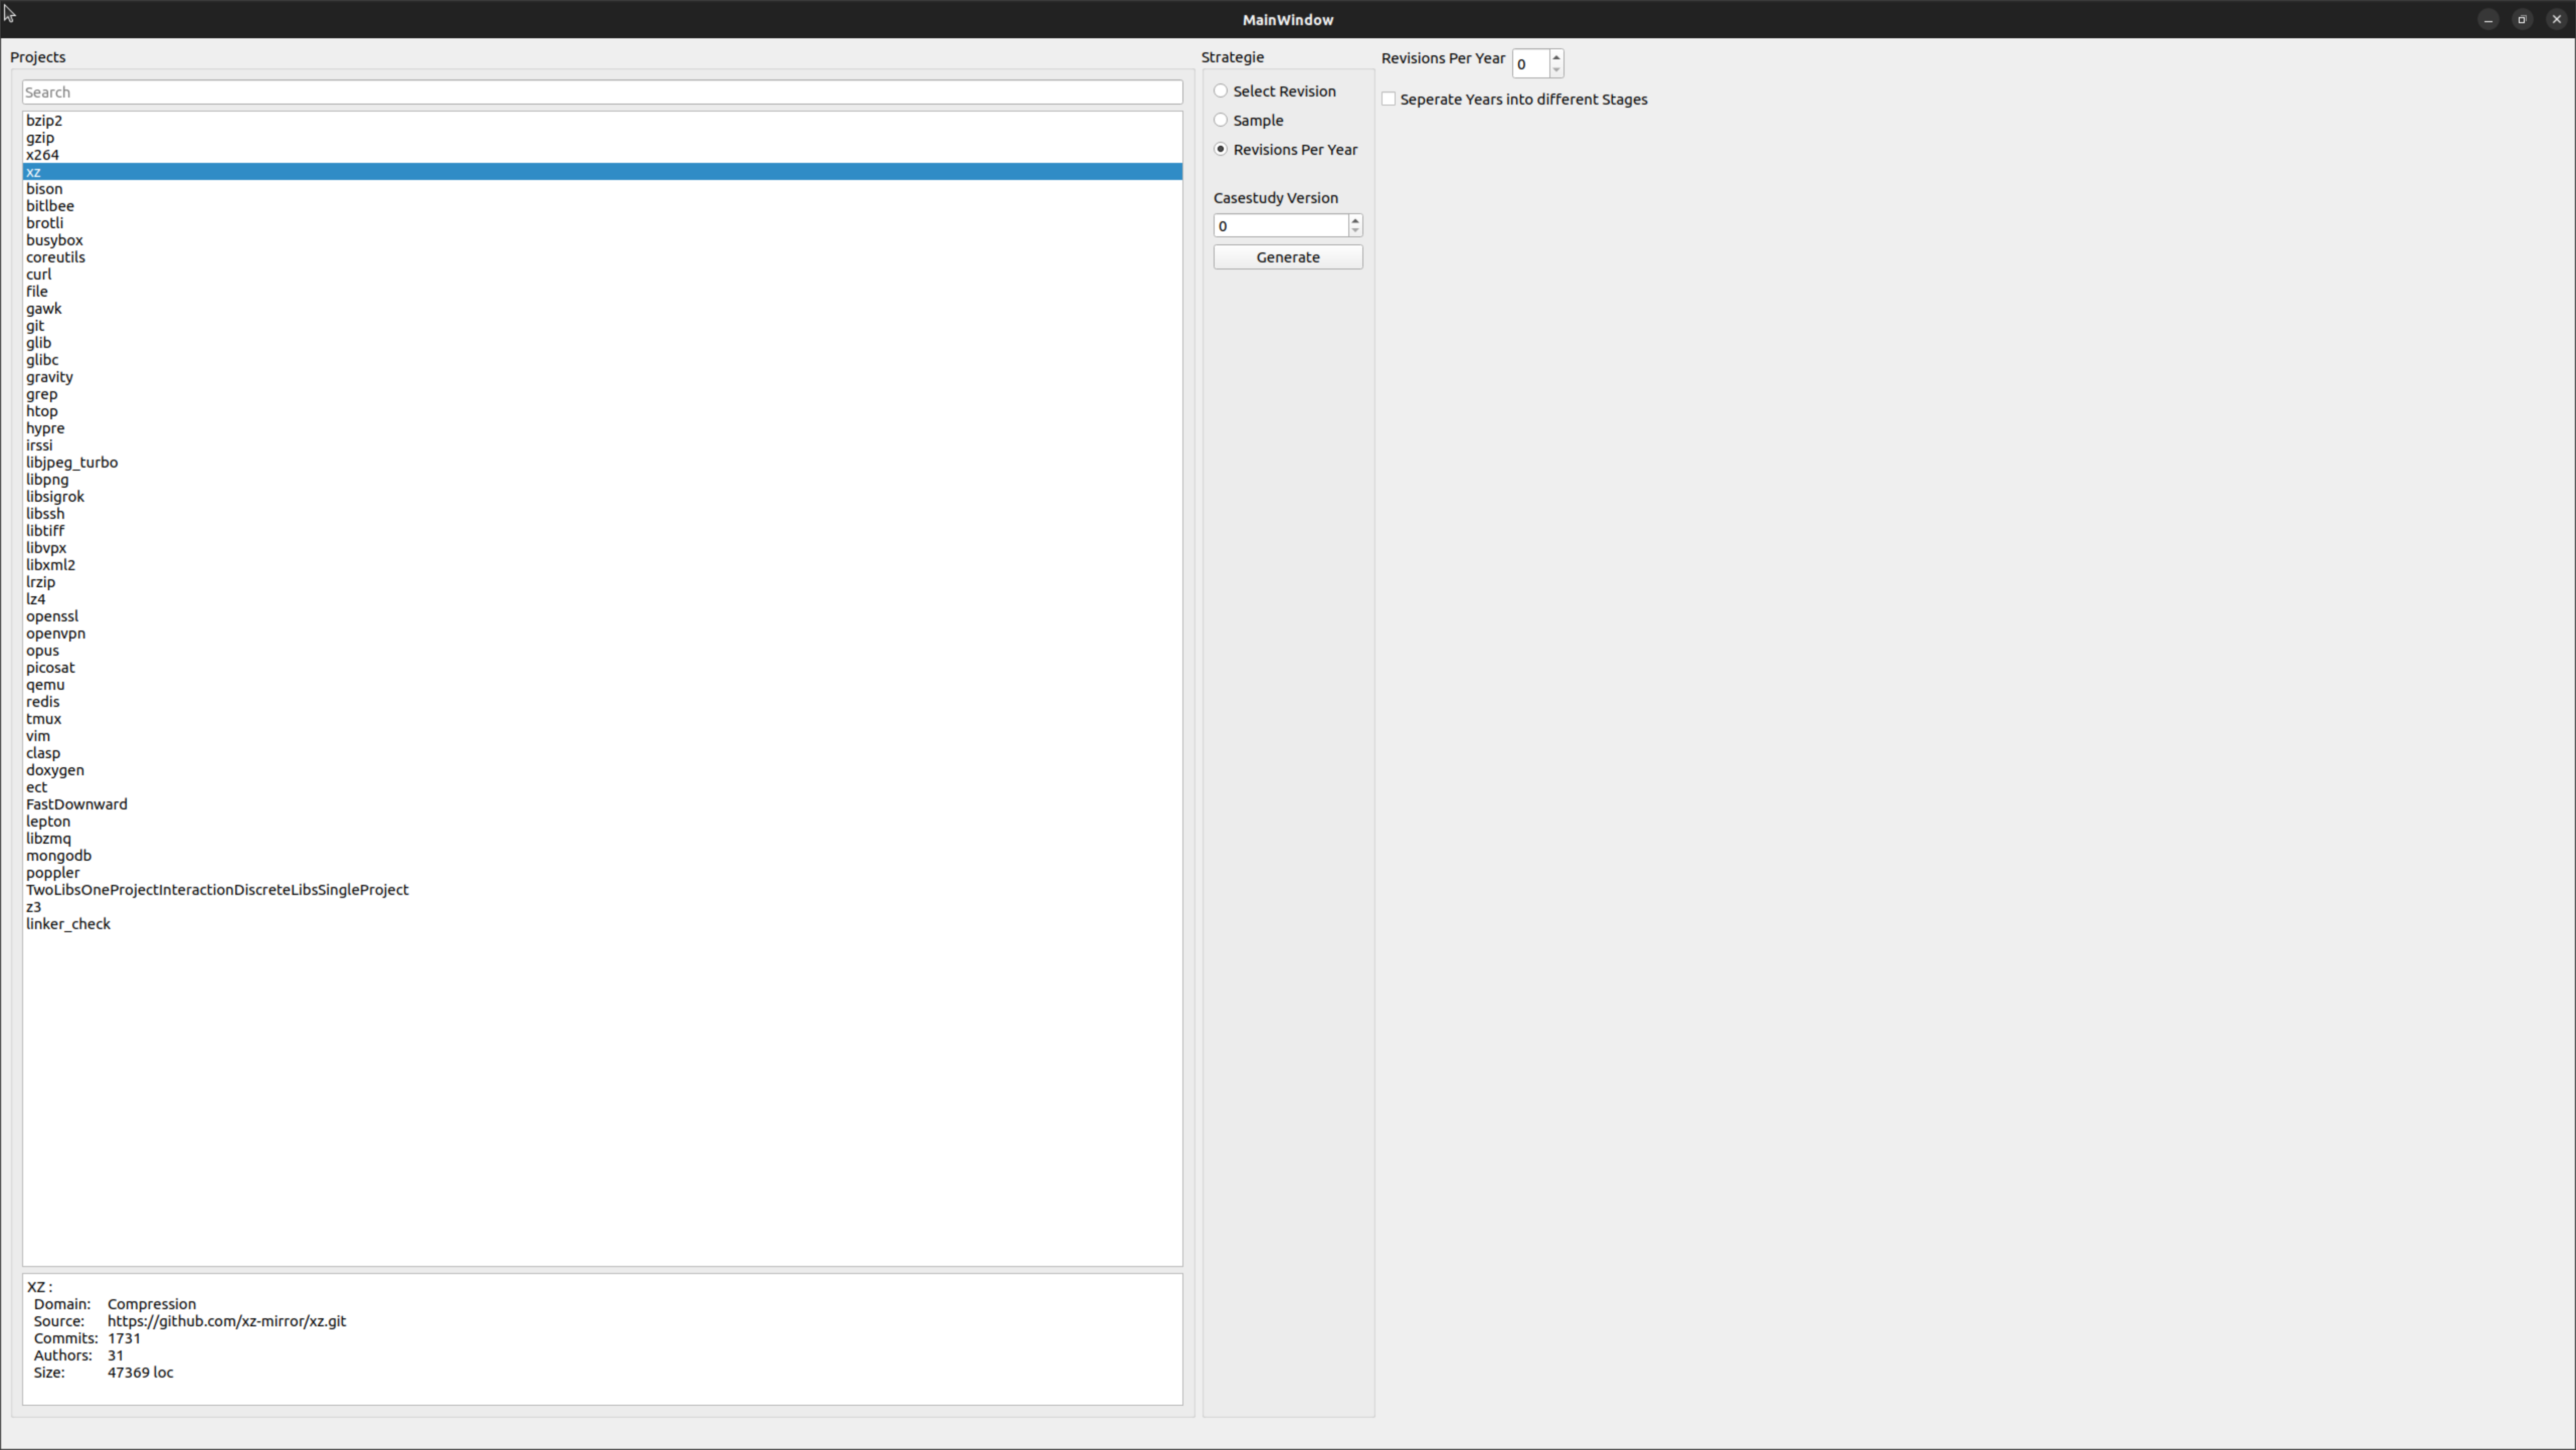 MainWindow
Projects
Search
bzip2
gzip
x264
xz
bison
bitlbee
brotli
busybox
coreutils
curl
file
gawk
git
glib
glibc
gravity
grep
htop
hypre
irssi
libjpeg_turbo
libpng
libsigrok
libssh
libtiff
libvpx
libxml2
lrzip
lz4
openssl
openvpn
opus
picosat
qemu
redis
tmux
vim
clasp
doxygen
ect
FastDownward
lepton
libzmq
mongodb
poppler
TwoLibsOneProjectInteractionDiscreteLibsSingleProject
z3
linker_check
XZ :
Domain: Compression
Source: https://github.com/xz-mirror/xz.git
Commits: 1731
Authors: 31
Size: 47369 loc
Strategie
Select Revision
Sample
Revisions Per Year
Casestudy Version
0
Generate
Revisions Per Year 0
Seperate Years into different Stages